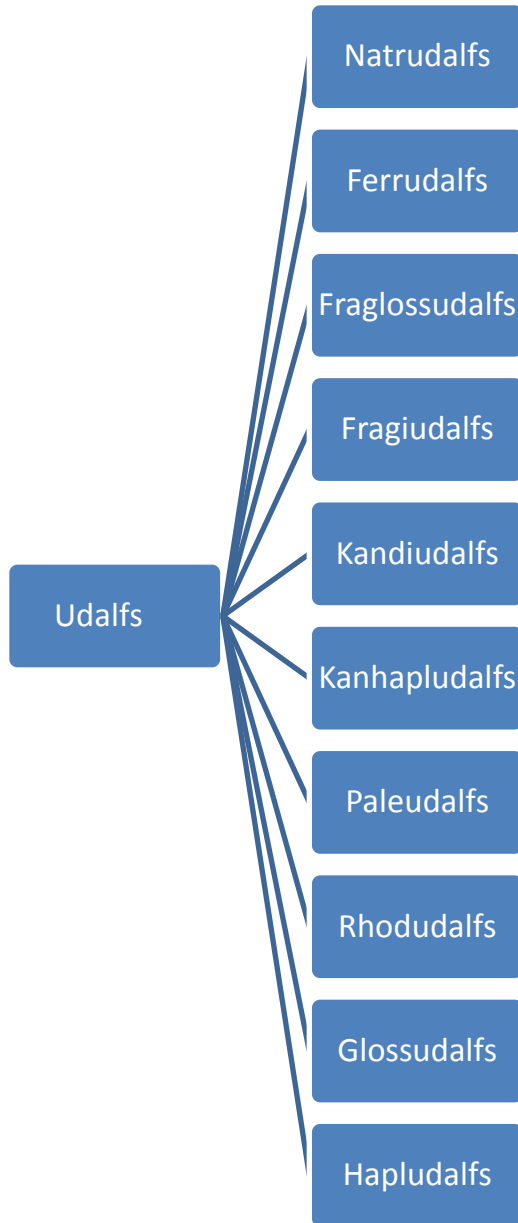 Natrudalfs
Ferrudalfs
Fraglossudalfs
Fragiudalfs
Kandiudalfs
Udalfs
Kanhapludalfs
Paleudalfs
Rhodudalfs
Glossudalfs
Hapludalfs